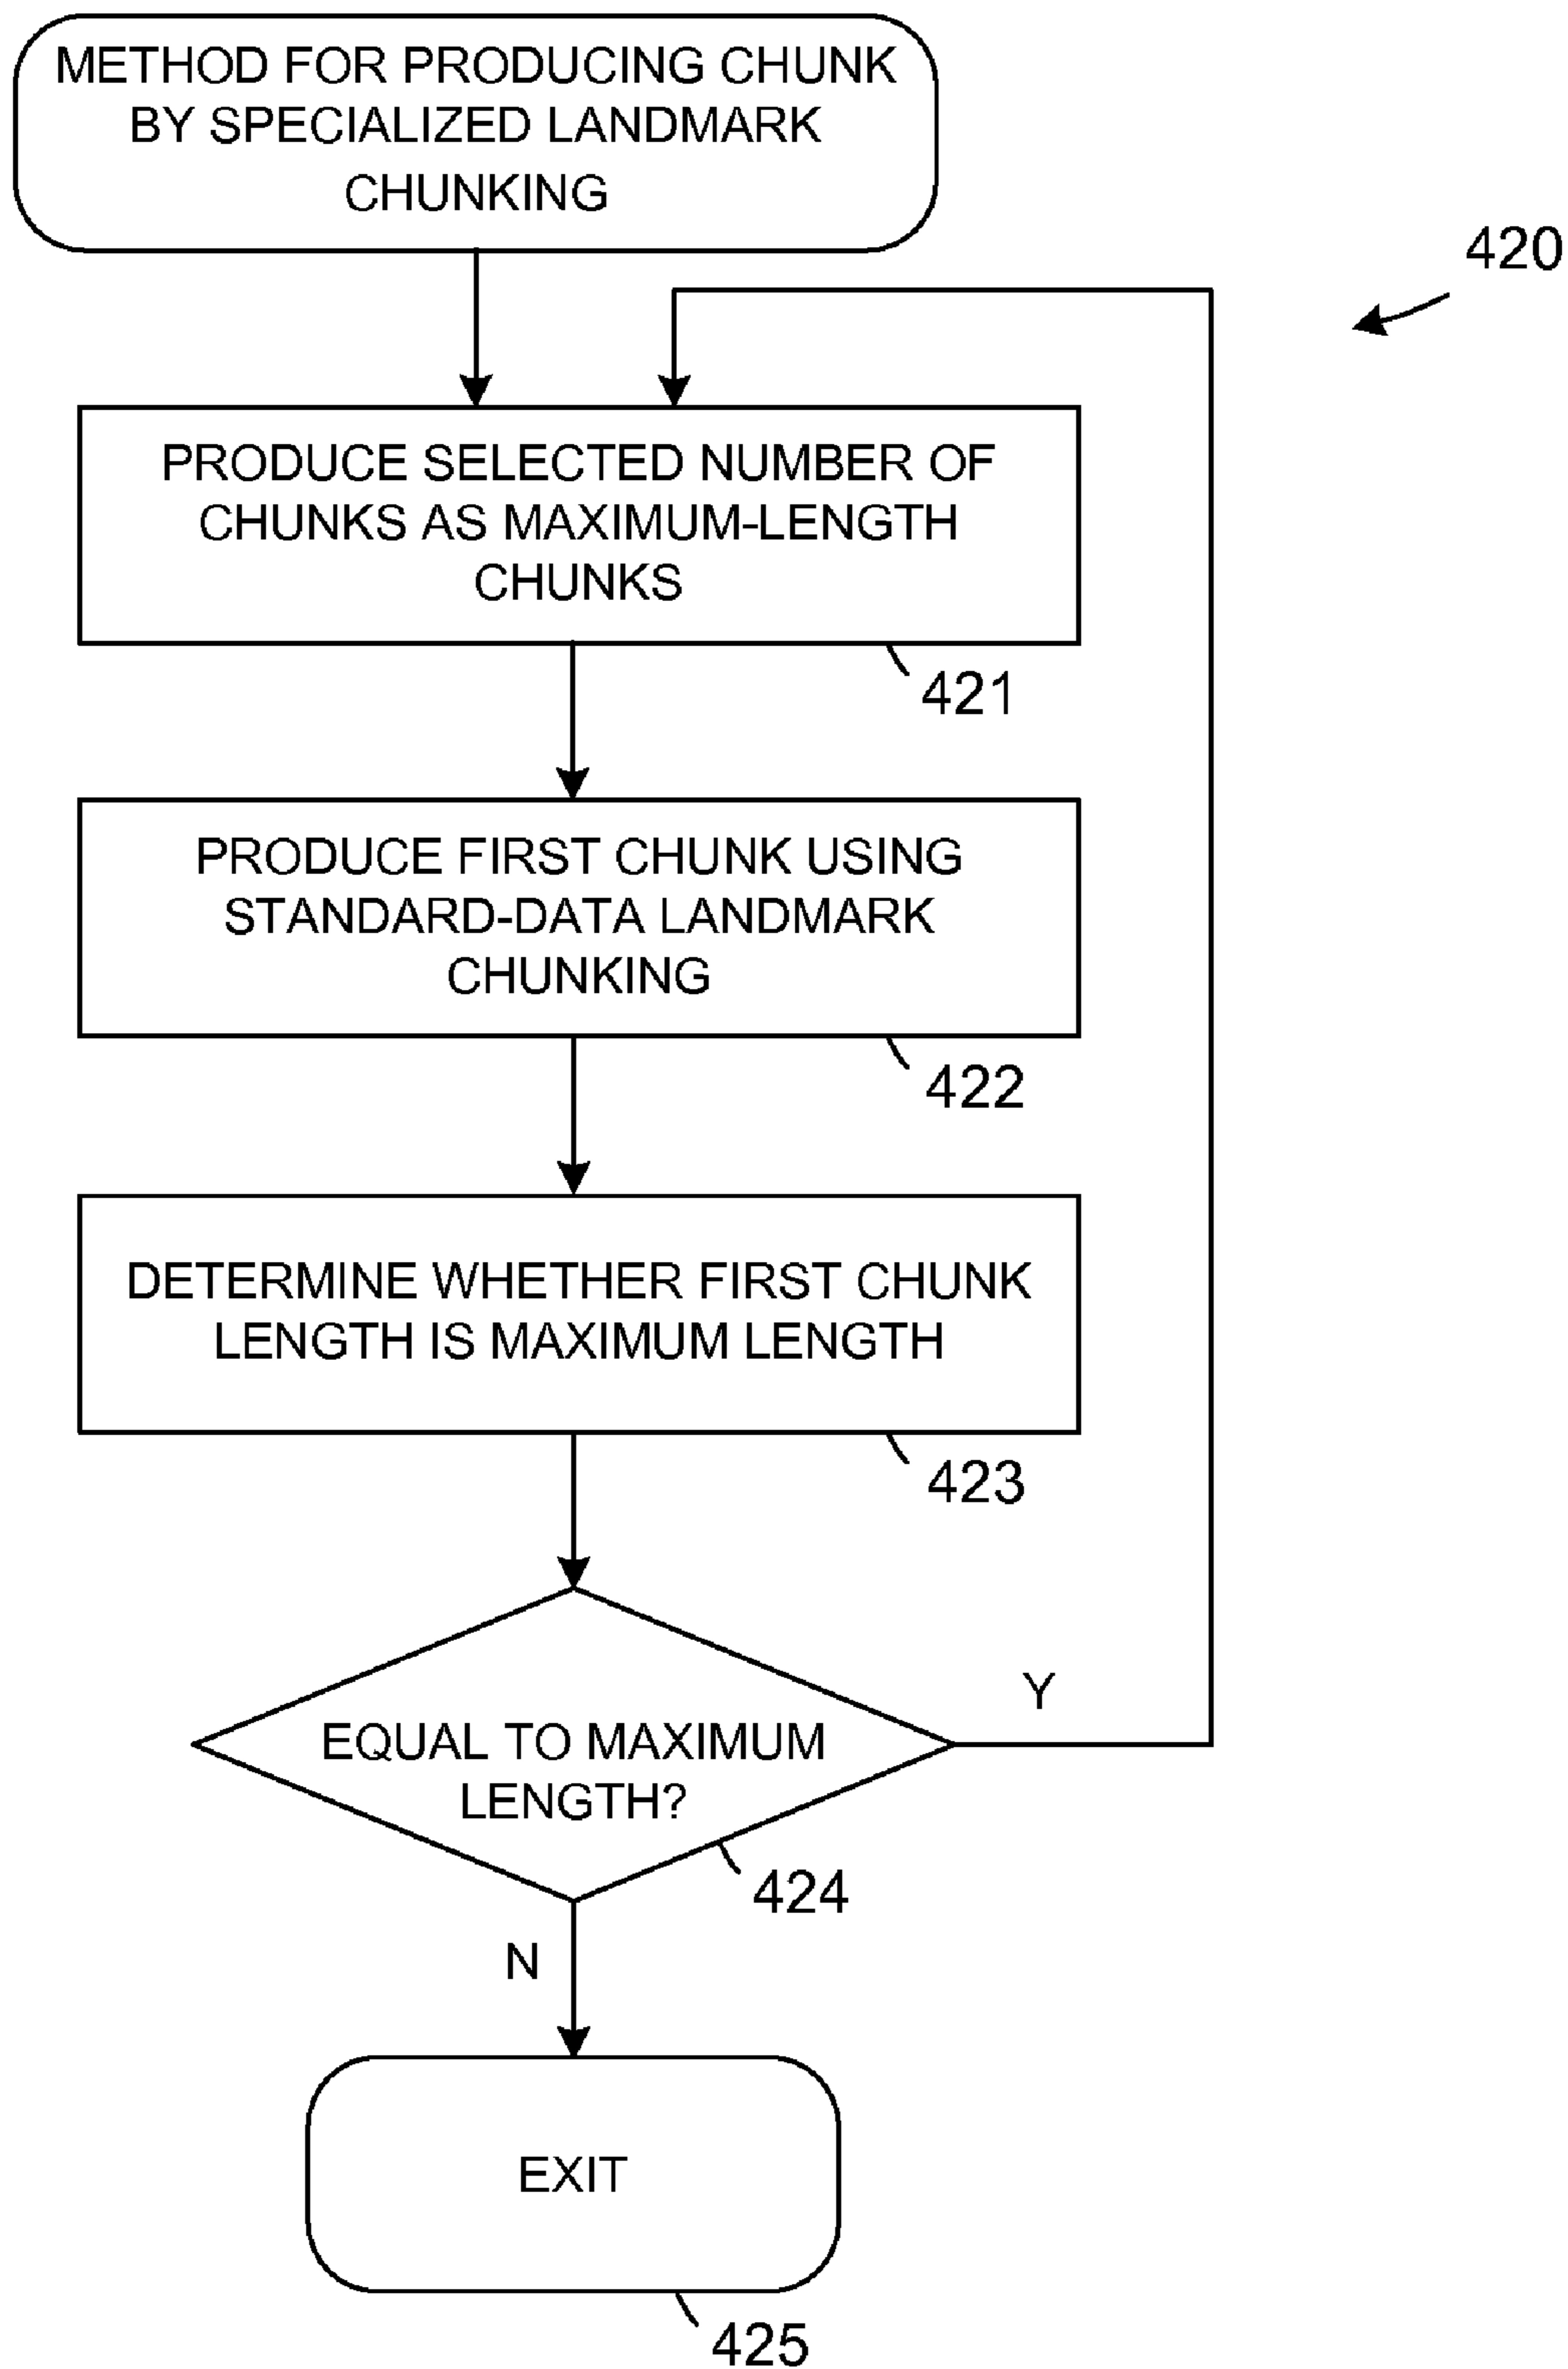 METHOD FOR PRODUCING CHUNK
BY SPECIALIZED LANDMARK
CHUNKING
420
PRODUCE SELECTED NUMBER OF
CHUNKS AS MAXIMUM-LENGTH
CHUNKS
421
PRODUCE FIRST CHUNK USING
STANDARD-DATA LANDMARK
CHUNKING
422
DETERMINE WHETHER FIRST CHUNK
LENGTH IS MAXIMUM LENGTH
423
Y
EQUAL TO MAXIMUM
LENGTH?
424
N
EXIT
425